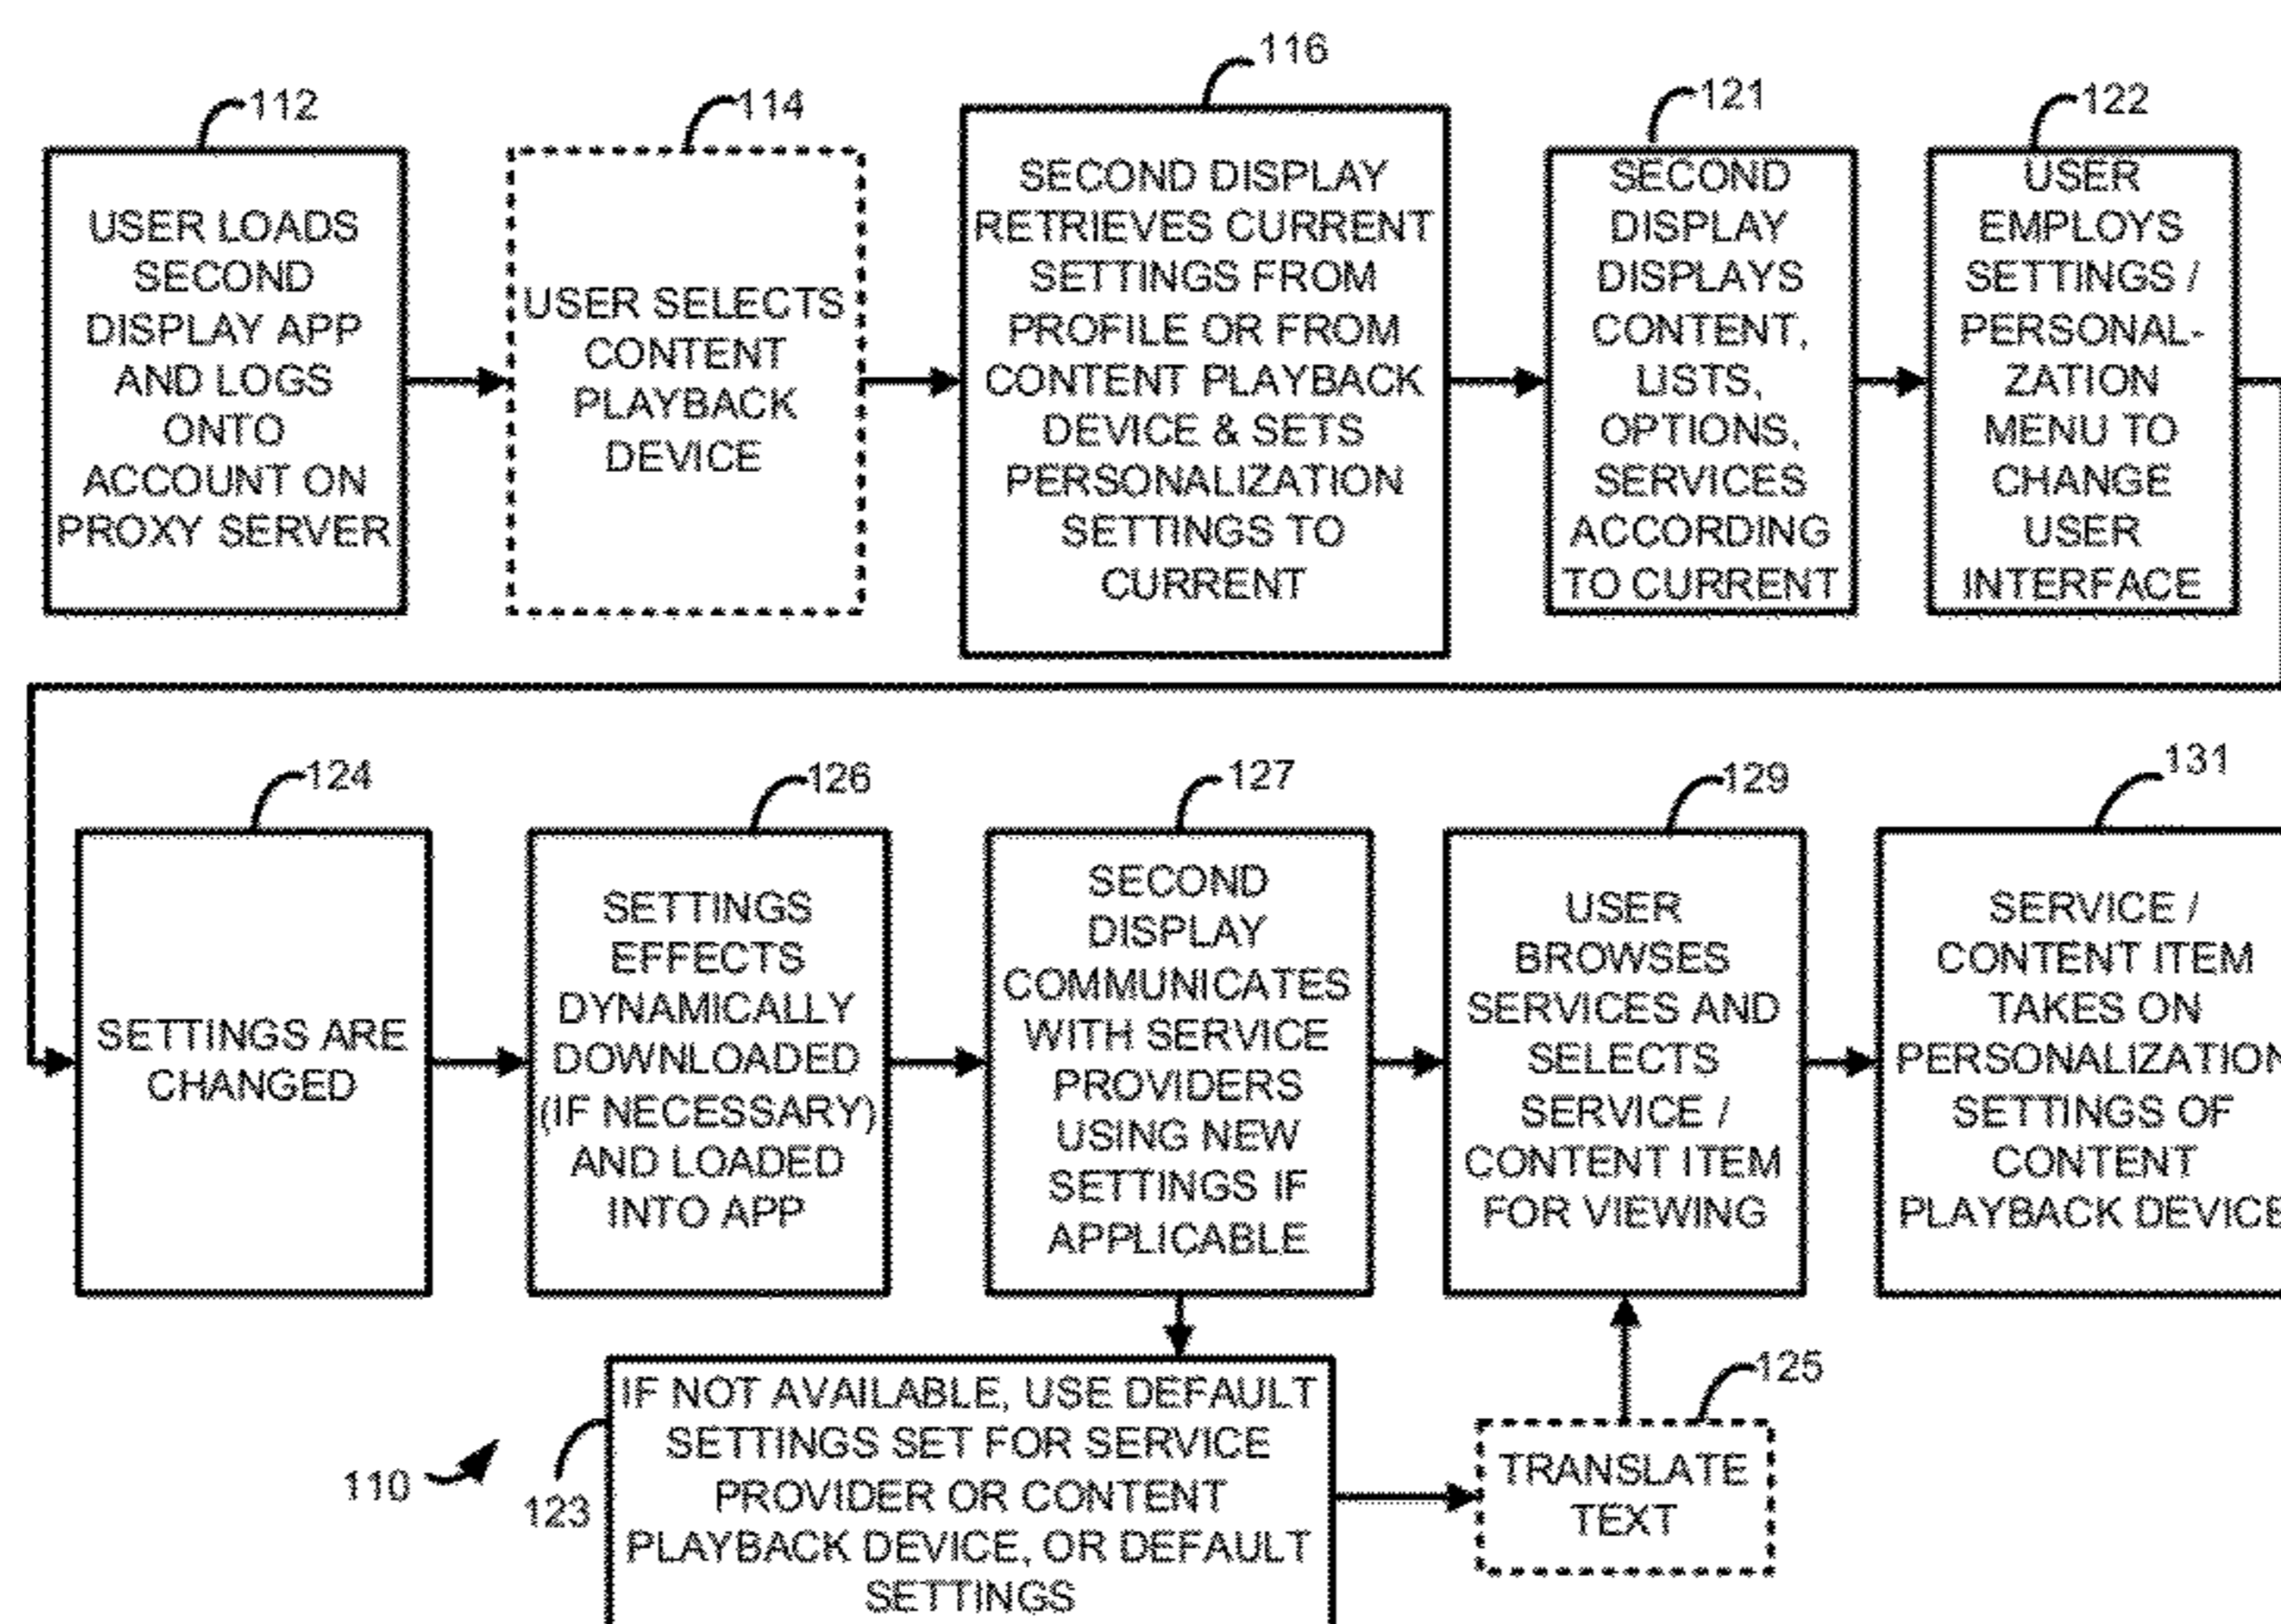 112
USER LOADS
SECOND
DISPLAY APP
AND LOGS
ONTO
ACCOUNT ON
PROXY SERVER
114
USER SELECTS
CONTENT
PLAYBACK
DEVICE
116
SECOND DISPLAY
RETRIEVES CURRENT
SETTINGS FROM
PROFILE OR FROM
CONTENT PLAYBACK
DEVICE & SETS
PERSONALIZATION
SETTINGS TO
CURRENT
121
SECOND
DISPLAY
DISPLAYS
CONTENT,
LISTS,
OPTIONS,
SERVICES
ACCORDING
TO CURRENT
122
USER
EMPLOYS
SETTINGS /
PERSONAL-
ZATION
MENU TO
CHANGE
USER
INTERFACE
124
SETTINGS ARE
CHANGED
126
SETTINGS
EFFECTS
DYNAMICALLY
DOWNLOADED
(IF NECESSARY)
AND LOADED
INTO APP
127
SECOND
DISPLAY
COMMUNICATES
WITH SERVICE
PROVIDERS
USING NEW
SETTINGS IF
APPLICABLE
129
USER
BROWSES
SERVICES AND
SELECTS
SERVICE /
CONTENT ITEM
FOR VIEWING
131
SERVICE /
CONTENT ITEM
TAKES ON
PERSONALIZATION
SETTINGS OF
CONTENT
PLAYBACK DEVICE
110
123
IF NOT AVAILABLE, USE DEFAULT
SETTINGS SET FOR SERVICE
PROVIDER OR CONTENT
PLAYBACK DEVICE, OR DEFAULT
SETTINGS
125
TRANSLATE
TEXT